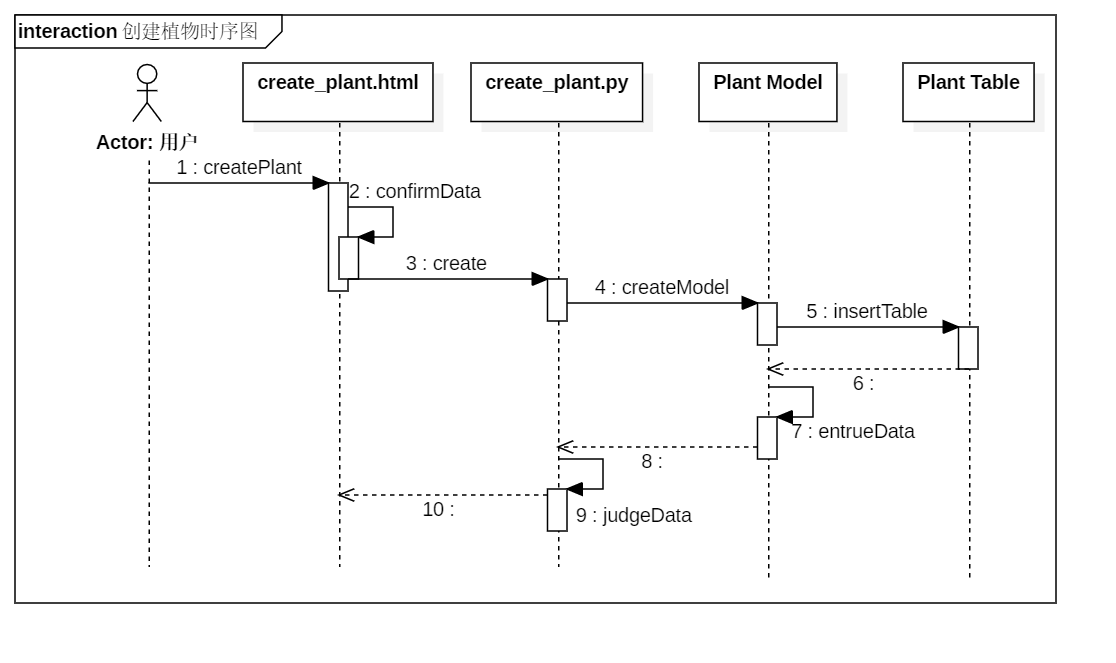 interaction 创建植物时序图
create_plant.html
create_plant.py
Plant Model
Plant Table
Actor: 用户
1 : createPlant
2 : confirmData
3 : create
4 : createModel
5 : insertTable
6 :
7 : entrueData
8 :
9 : judgeData
10 :